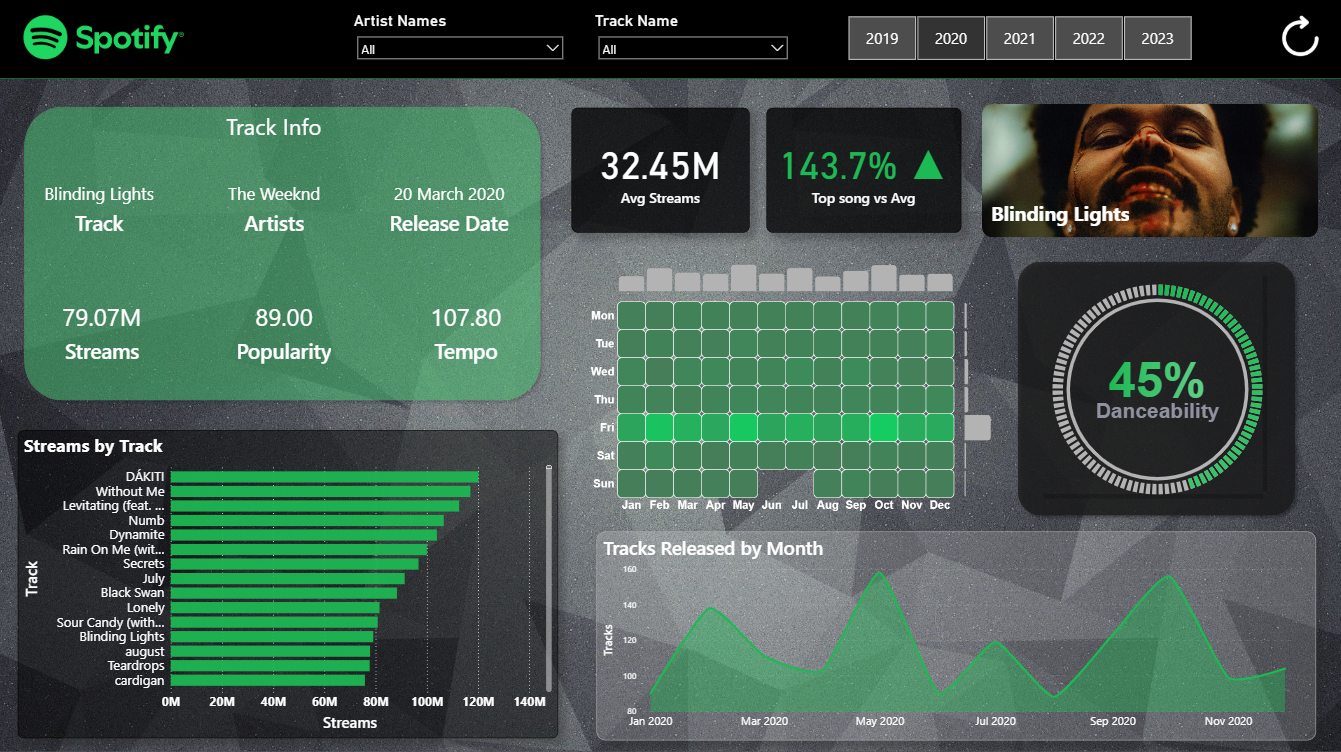 Spotify®
Artist Names
All
Track Name
All
2019
2020
2021
2022
2023
Track Info
Blinding Lights
Track
The Weeknd
Artists
20 March 2020
Release Date
79.07M
Streams
89.00
Popularity
107.80
Tempo
32.45M
Avg Streams
143.7%
Top song vs Avg
Blinding Lights
Mon
Tue
Wed
Thu
Fri
Sat
Sun
Jan Feb Mar Apr May Jun Jul Aug Sep Oct Nov Dec
45%
Danceability
Streams by Track
Track
DÁKITI
Without Me
Levitating (feat. ...
Numb
Dynamite
Rain On Me (wit...
Secrets
July
Black Swan
Lonely
Sour Candy (with...
Blinding Lights
august
Teardrops
cardigan
0M 20M 40M 60M 80M 100M 120M 140M
Streams
Tracks Released by Month
Tracks
160
140
120
100
80
Jan 2020 Mar 2020 May 2020 Jul 2020 Sep 2020 Nov 2020